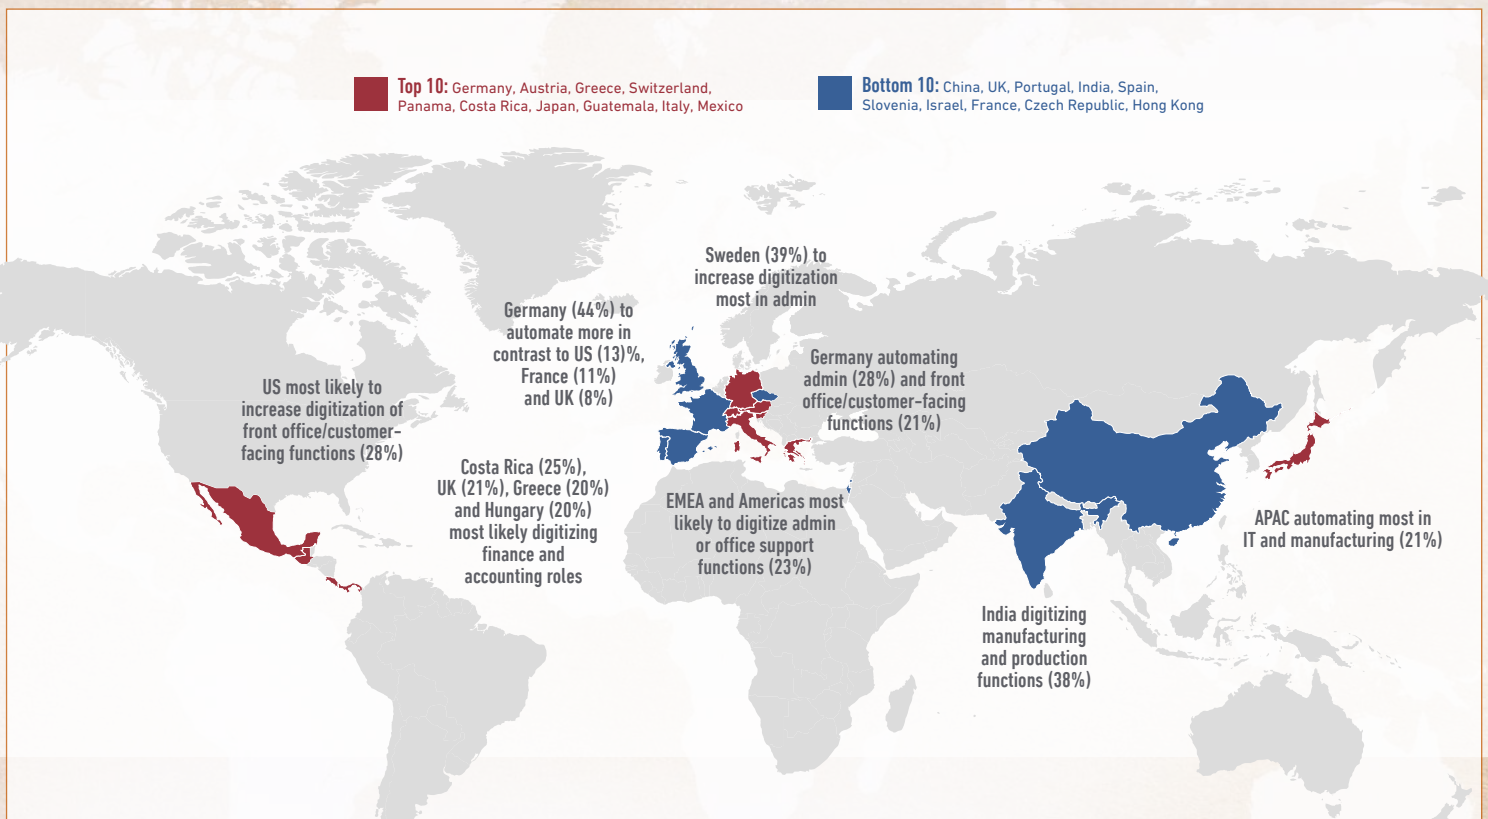 Top 10: Germany, Austria, Greece, Switzerland,
Panama, Costa Rica, Japan, Guatemala, Italy, Mexico
Bottom 10: China, UK, Portugal, India, Spain,
Slovenia, Israel, France, Czech Republic, Hong Kong
Sweden (39%) to
increase digitization
most in admin
Germany (44%) to
automate more in
contrast to US (13)%,
France (11%)
and UK (8%)
Germany automating
admin (28%) and front
office/customer-facing
functions (21%)
US most likely to
increase digitization of
front office/customer-
facing functions (28%)
Costa Rica (25%),
UK (21%), Greece (20%)
and Hungary (20%)
most likely digitizing
finance and
accounting roles
EMEA and Americas most
likely to digitize admin
or office support
functions (23%)
APAC automating most in
IT and manufacturing (21%)
India digitizing
manufacturing
and production
functions (38%)